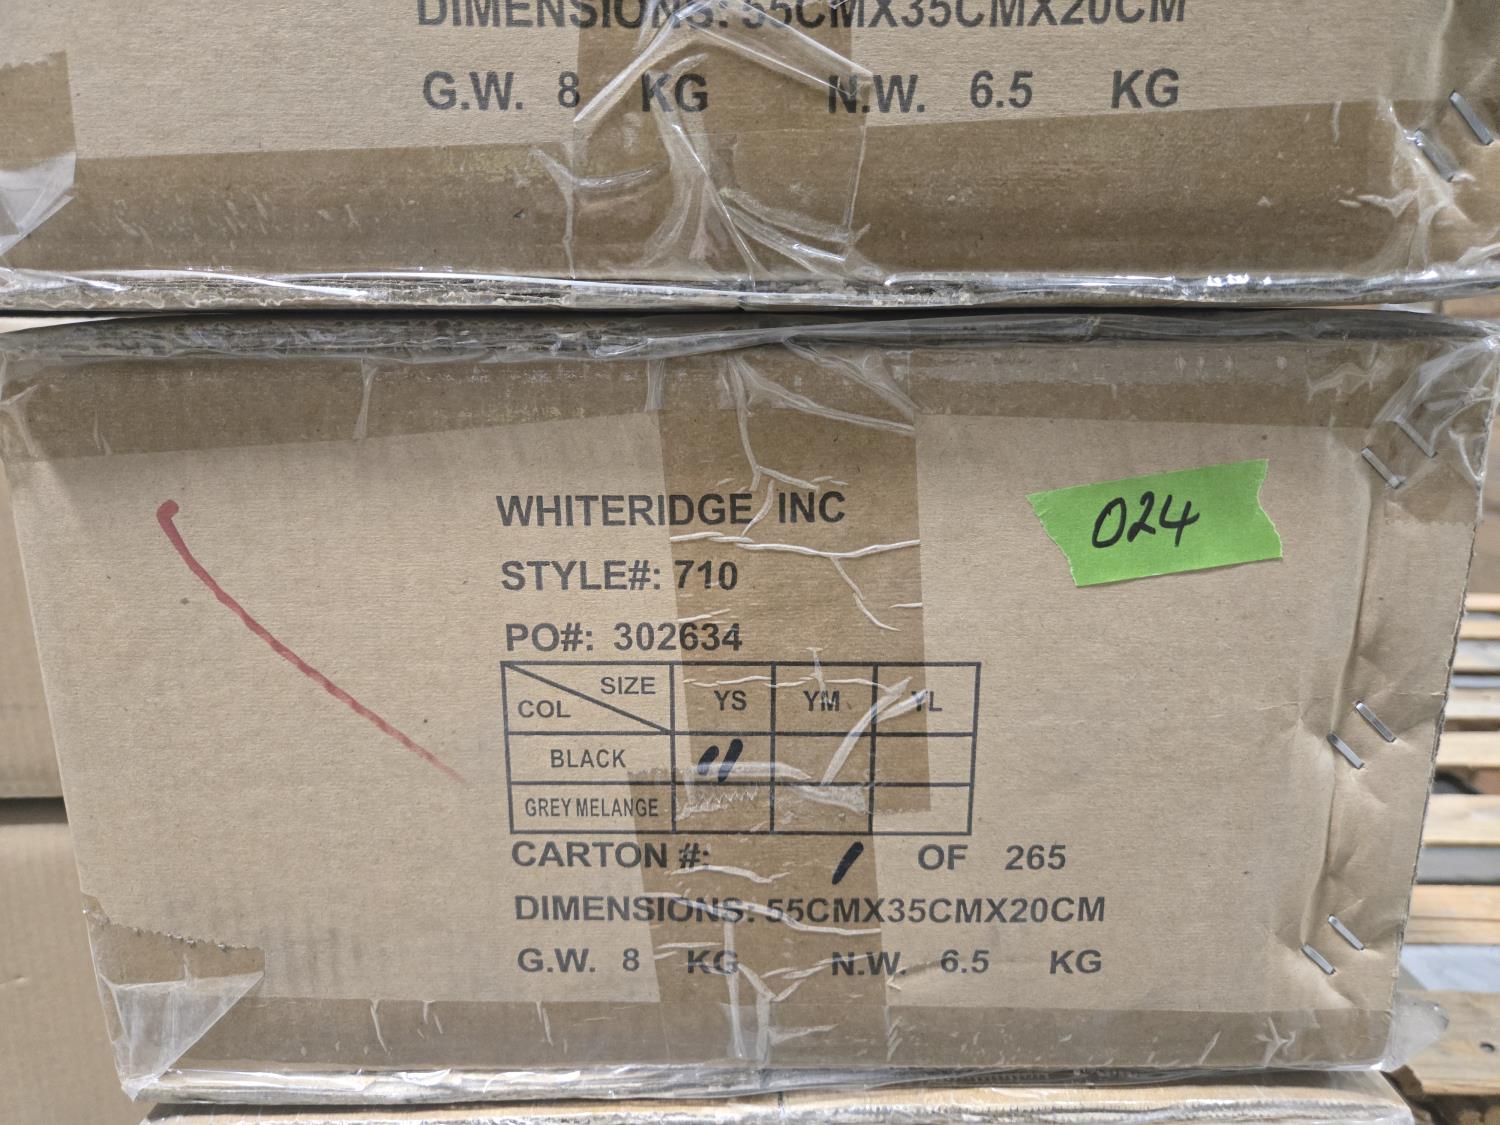 DIMENSIONS: 55CMX35CMX20CM
G.W. 8 KG N.W. 6.5 KG
WHITERIDGE INC
024
STYLE#: 710
PO#: 302634
SIZE
COL
YS YM YL
BLACK 11
GREY MELANGE
CARTON #: 1 OF 265
DIMENSIONS: 55CMX35CMX20CM
G.W. 8 KG N.W. 6.5 KG